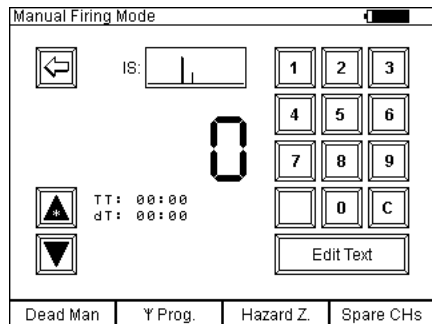 Manual Firing Mode
IS:
1 2 3
4 5 6
0
7 8 9
TT: 00:00
dT: 00:00
* 0 C
Edit Text
Dead Man Prog. Hazard Z. Spare CHs